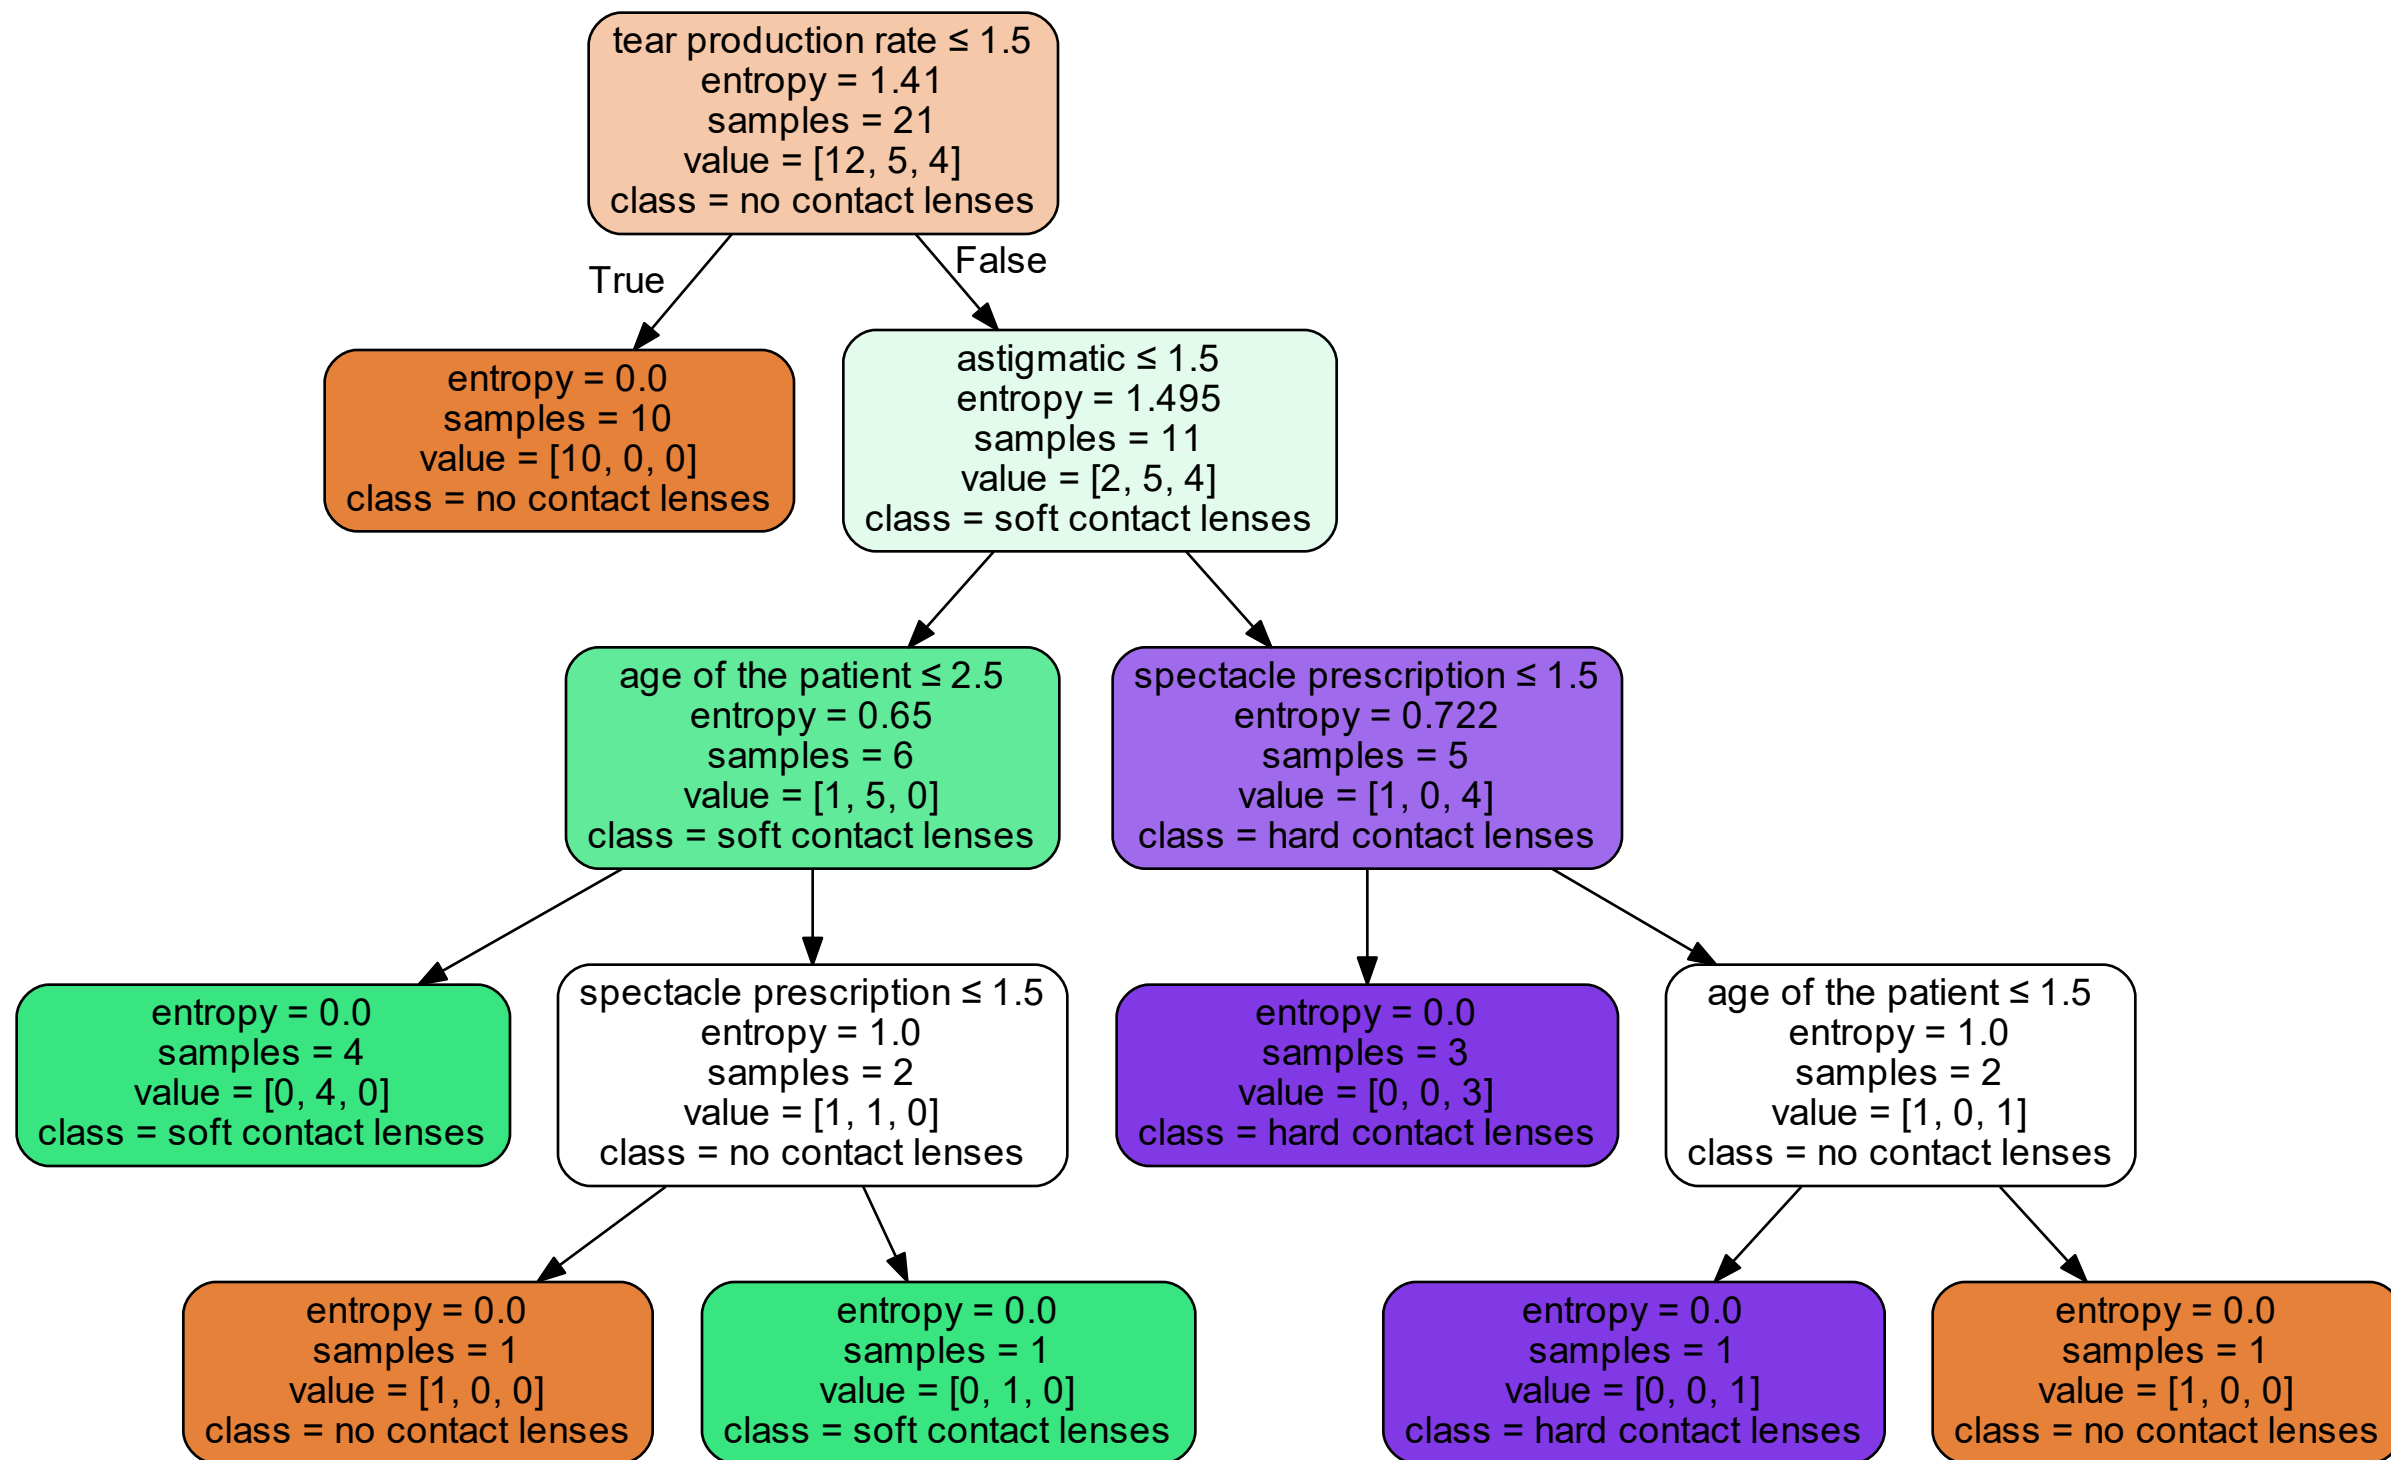 tear production rate ≤ 1.5
entropy = 1.41
samples = 21
value = [12, 5, 4]
class = no contact lenses
True
False
entropy = 0.0
samples = 10
value = [10, 0, 0]
class = no contact lenses
astigmatic ≤ 1.5
entropy = 1.495
samples = 11
value = [2, 5, 4]
class = soft contact lenses
age of the patient ≤ 2.5
entropy = 0.65
samples = 6
value = [1, 5, 0]
class = soft contact lenses
spectacle prescription ≤ 1.5
entropy = 0.722
samples = 5
value = [1, 0, 4]
class = hard contact lenses
entropy = 0.0
samples = 4
value = [0, 4, 0]
class = soft contact lenses
spectacle prescription ≤ 1.5
entropy = 1.0
samples = 2
value = [1, 1, 0]
class = no contact lenses
entropy = 0.0
samples = 3
value = [0, 0, 3]
class = hard contact lenses
age of the patient ≤ 1.5
entropy = 1.0
samples = 2
value = [1, 0, 1]
class = no contact lenses
entropy = 0.0
samples = 1
value = [1, 0, 0]
class = no contact lenses
entropy = 0.0
samples = 1
value = [0, 1, 0]
class = soft contact lenses
entropy = 0.0
samples = 1
value = [0, 0, 1]
class = hard contact lenses
entropy = 0.0
samples = 1
value = [1, 0, 0]
class = no contact lenses